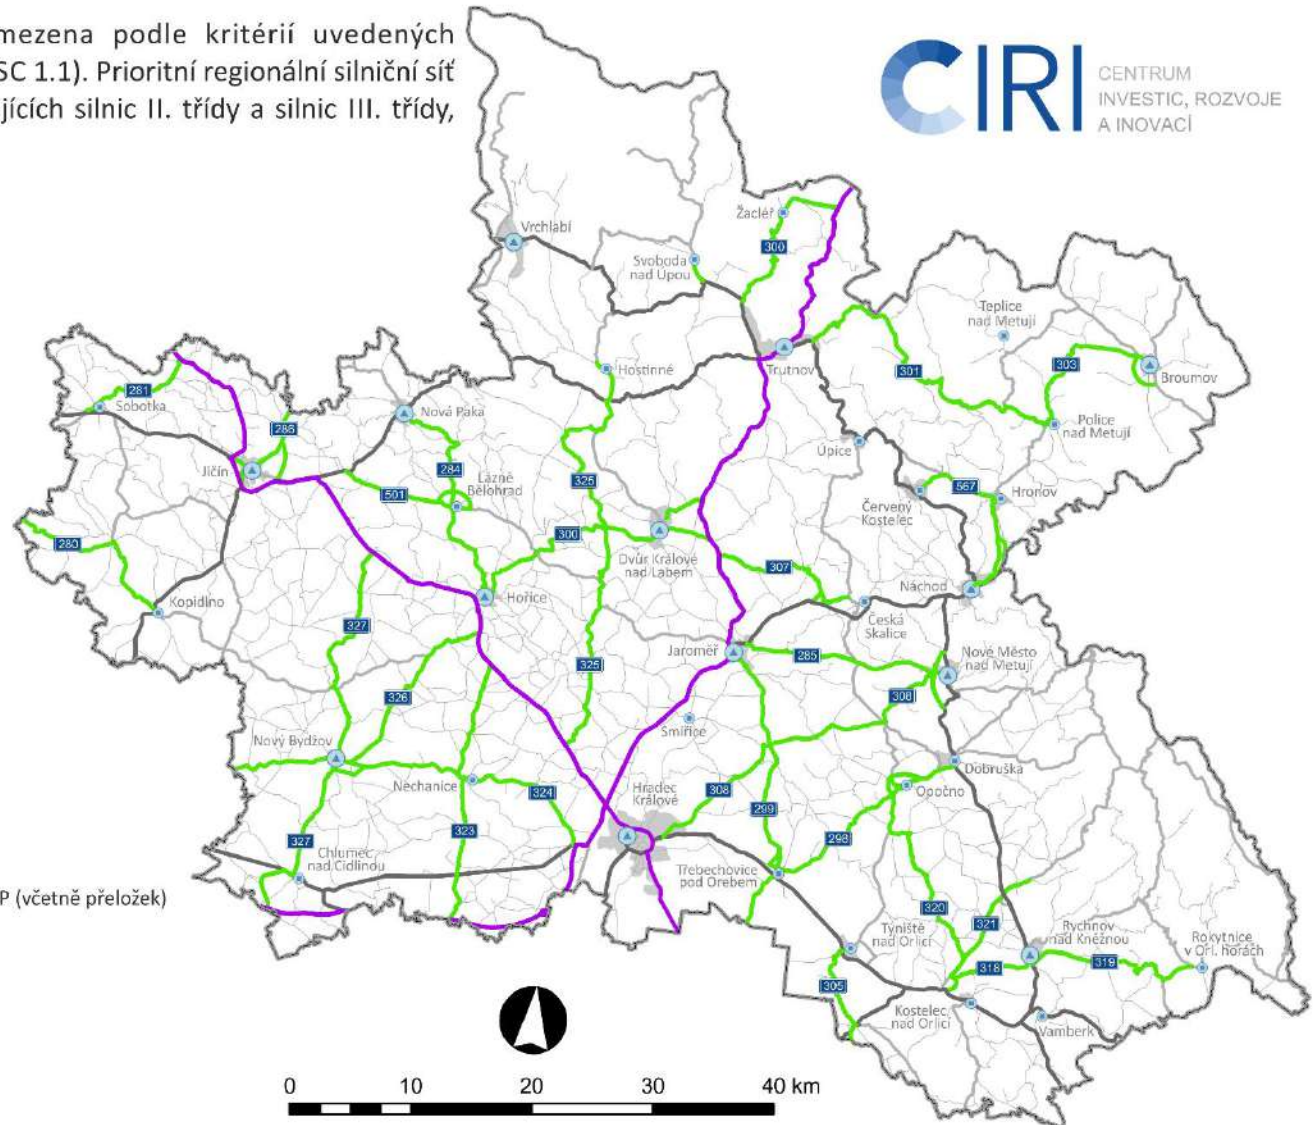 mezena podle kritérií uvedených
SC 1.1). Prioritní regionální silniční síť
jících silnic II. třídy a silnic III. třídy,
CIRI
CENTRUM
INVESTIC, ROZVOJE
A INOVACÍ
Žacléř
Vrchlabí
300
Svoboda
nad Úpou
Teplice
nad Metují
Trutnov
Hostinné
301
303
Broumov
281
Sobotka
Nová Paka
286
Police
nad Metují
Úpice
Jičín
284
Lázně
Bělohrad
325
501
567
Hronov
Červený
Kostelec
280
300
Dvůr Králové
nad Labem
307
Náchod
Kopidlno
Hořice
Česká
Skalice
327
Jaroměř
285
Nové Město
nad Metují
325
326
308
Smiřice
Nový Bydžov
Dobruška
Nechanice
324
Hradec
Králové
308
Opočno
299
323
327
298
Chlumec
nad Cidlinou
Třebechovice
pod Orebem
P (včetně přeložek)
320
321
Týniště
nad Orlicí
Rychnov
nad Kněžnou
Rokytnice
v Orl. horách
318
319
305
Kostelec
nad Orlicí
Vamberk
0 10 20 30 40 km